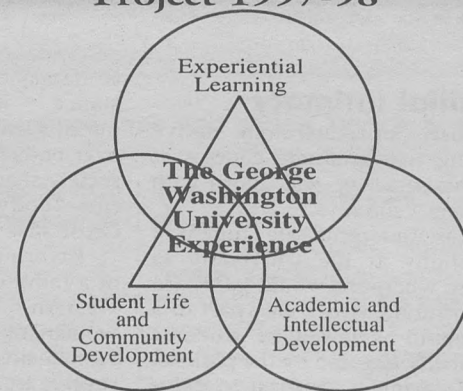 Project 1997-98
Experiential
Learning
The George
Washington
University
Experience
Student Life
and
Community
Development
Academic and
Intellectual
Development